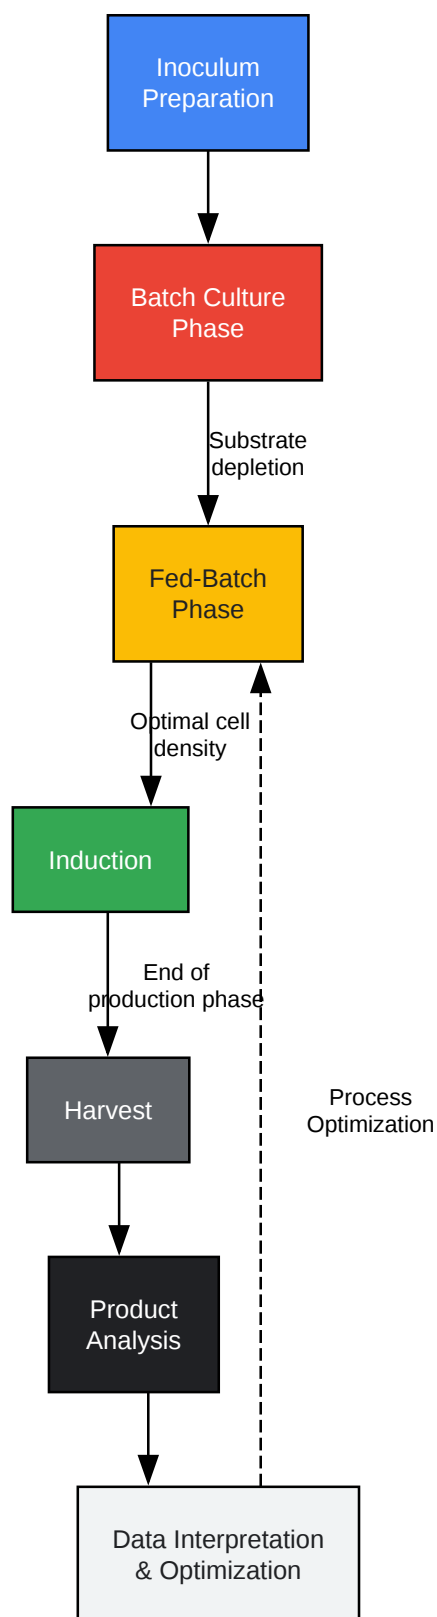 Inoculum
Preparation
Batch Culture
Phase
Substrate
depletion
Fed-Batch
Phase
Optimal cell
density
Induction
End of
production phase
Harvest
Process
Optimization
Product
Analysis
Data Interpretation
& Optimization